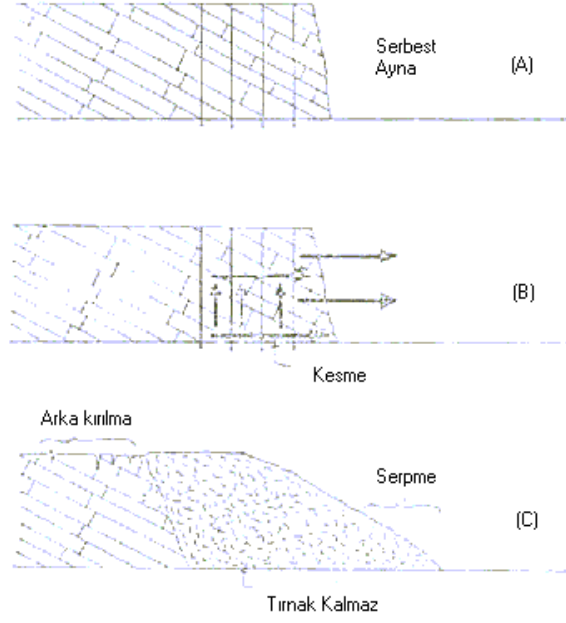 Serbest
Ayna
(A)
(B)
Kesme
Arka kırılma
Serpme
(C)
Tırnak Kalmaz